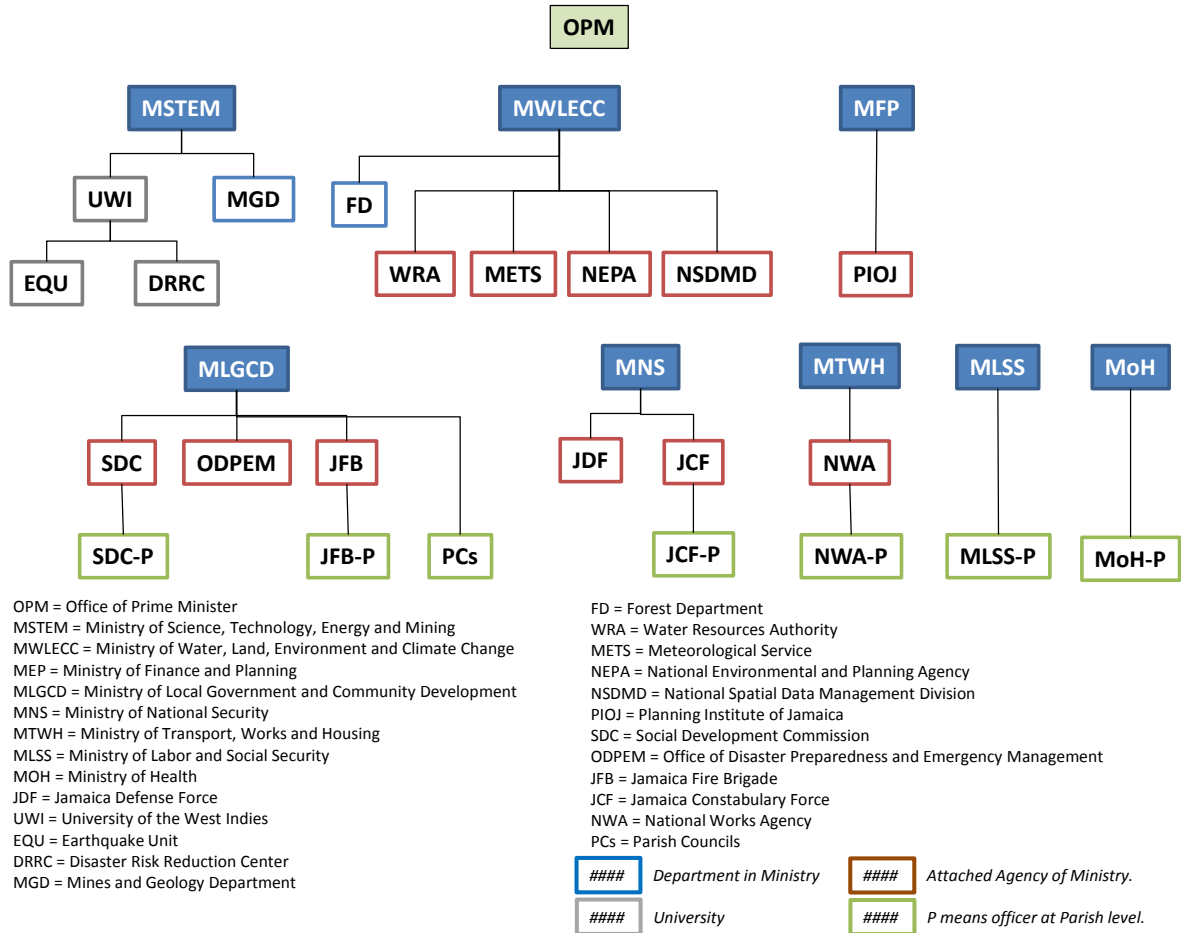 OPM
MSTEM
MWLECC
MFP
UWI
MGD
FD
EQU
DRRC
WRA
METS
NEPA
NSDMD
PIOJ
MLGCD
MNS
MTWH
MLSS
MoH
SDC
ODPEM
JFB
JDF
JCF
NWA
SDC-P
JFB-P
PCs
JCF-P
NWA-P
MLSS-P
MoH-P
OPM = Office of Prime Minister
MSTEM = Ministry of Science, Technology, Energy and Mining
MWLECC = Ministry of Water, Land, Environment and Climate Change
MEP = Ministry of Finance and Planning
MLGCD = Ministry of Local Government and Community Development
MNS = Ministry of National Security
MTWH = Ministry of Transport, Works and Housing
MLSS = Ministry of Labor and Social Security
MOH = Ministry of Health
JDF = Jamaica Defense Force
UWI = University of the West Indies
EQU = Earthquake Unit
DRRC = Disaster Risk Reduction Center
MGD = Mines and Geology Department
FD = Forest Department
WRA = Water Resources Authority
METS = Meteorological Service
NEPA = National Environmental and Planning Agency
NSDMD = National Spatial Data Management Division
PIOJ = Planning Institute of Jamaica
SDC = Social Development Commission
ODPEM = Office of Disaster Preparedness and Emergency Management
JFB = Jamaica Fire Brigade
JCF = Jamaica Constabulary Force
NWA = National Works Agency
PCs = Parish Councils
#### Department in Ministry
#### Attached Agency of Ministry.
#### University
#### P means officer at Parish level.